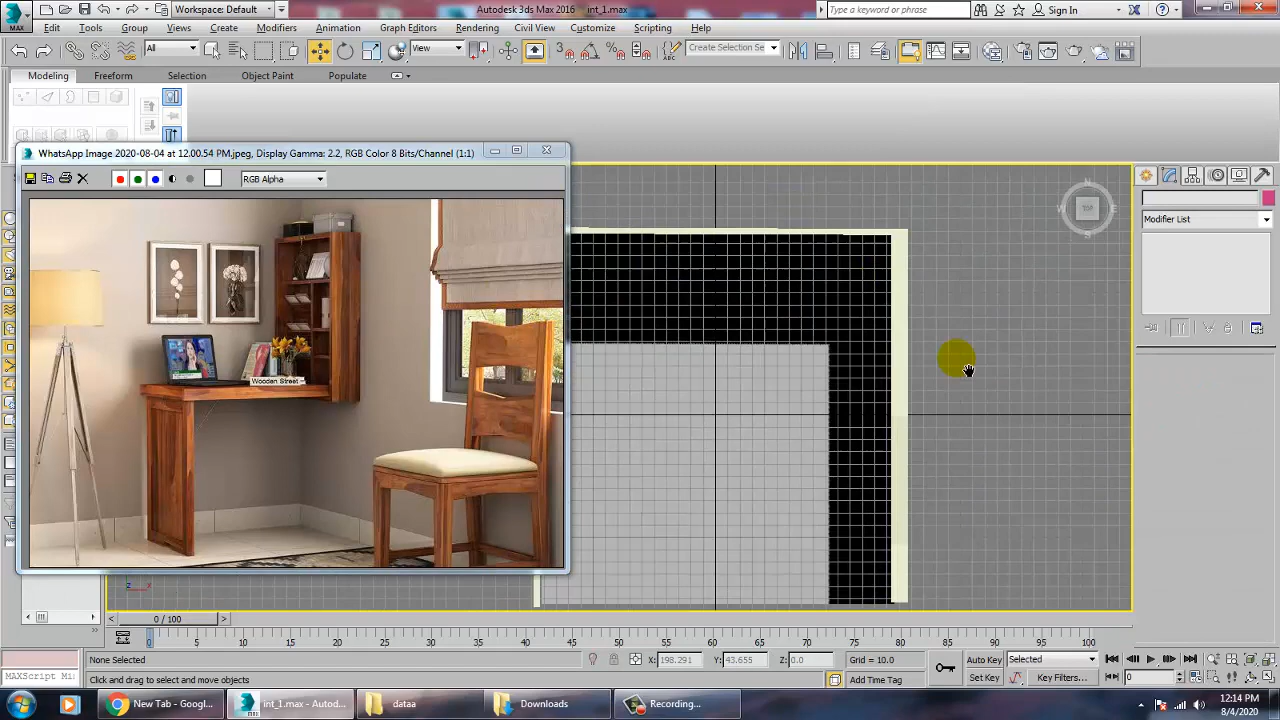 Workspace: Default
Autodesk 3ds Max 2016    int_1.max
Type a keyword or phrase
Sign In
MAX
Edit Tools Group Views Create Modifiers Animation Graph Editors Rendering Civil View Customize Scripting Help
All
View
Create Selection Se
Modeling Freeform Selection Object Paint Populate
WhatsApp Image 2020-08-04 at 12.00.54 PM.jpeg, Display Gamma: 2.2, RGB Color 8 Bits/Channel (1:1)
RGB Alpha
N
TOP
Modifier List
Wooden Street
0 / 100
0 5 10 15 20 25 30 35 40 45 50 55 60 65 70 75 80 85 90 95 100
None Selected
X: 198.291 Y: 43.655 Z: 0.0
Grid = 10.0
Auto Key Selected
MAXScript Mi
Click and drag to select and move objects
Add Time Tag
Set Key Key Filters...
0
New Tab - Googl...
int_1.max - Autod...
dataa
Downloads
Recording...
12:14 PM
8/4/2020